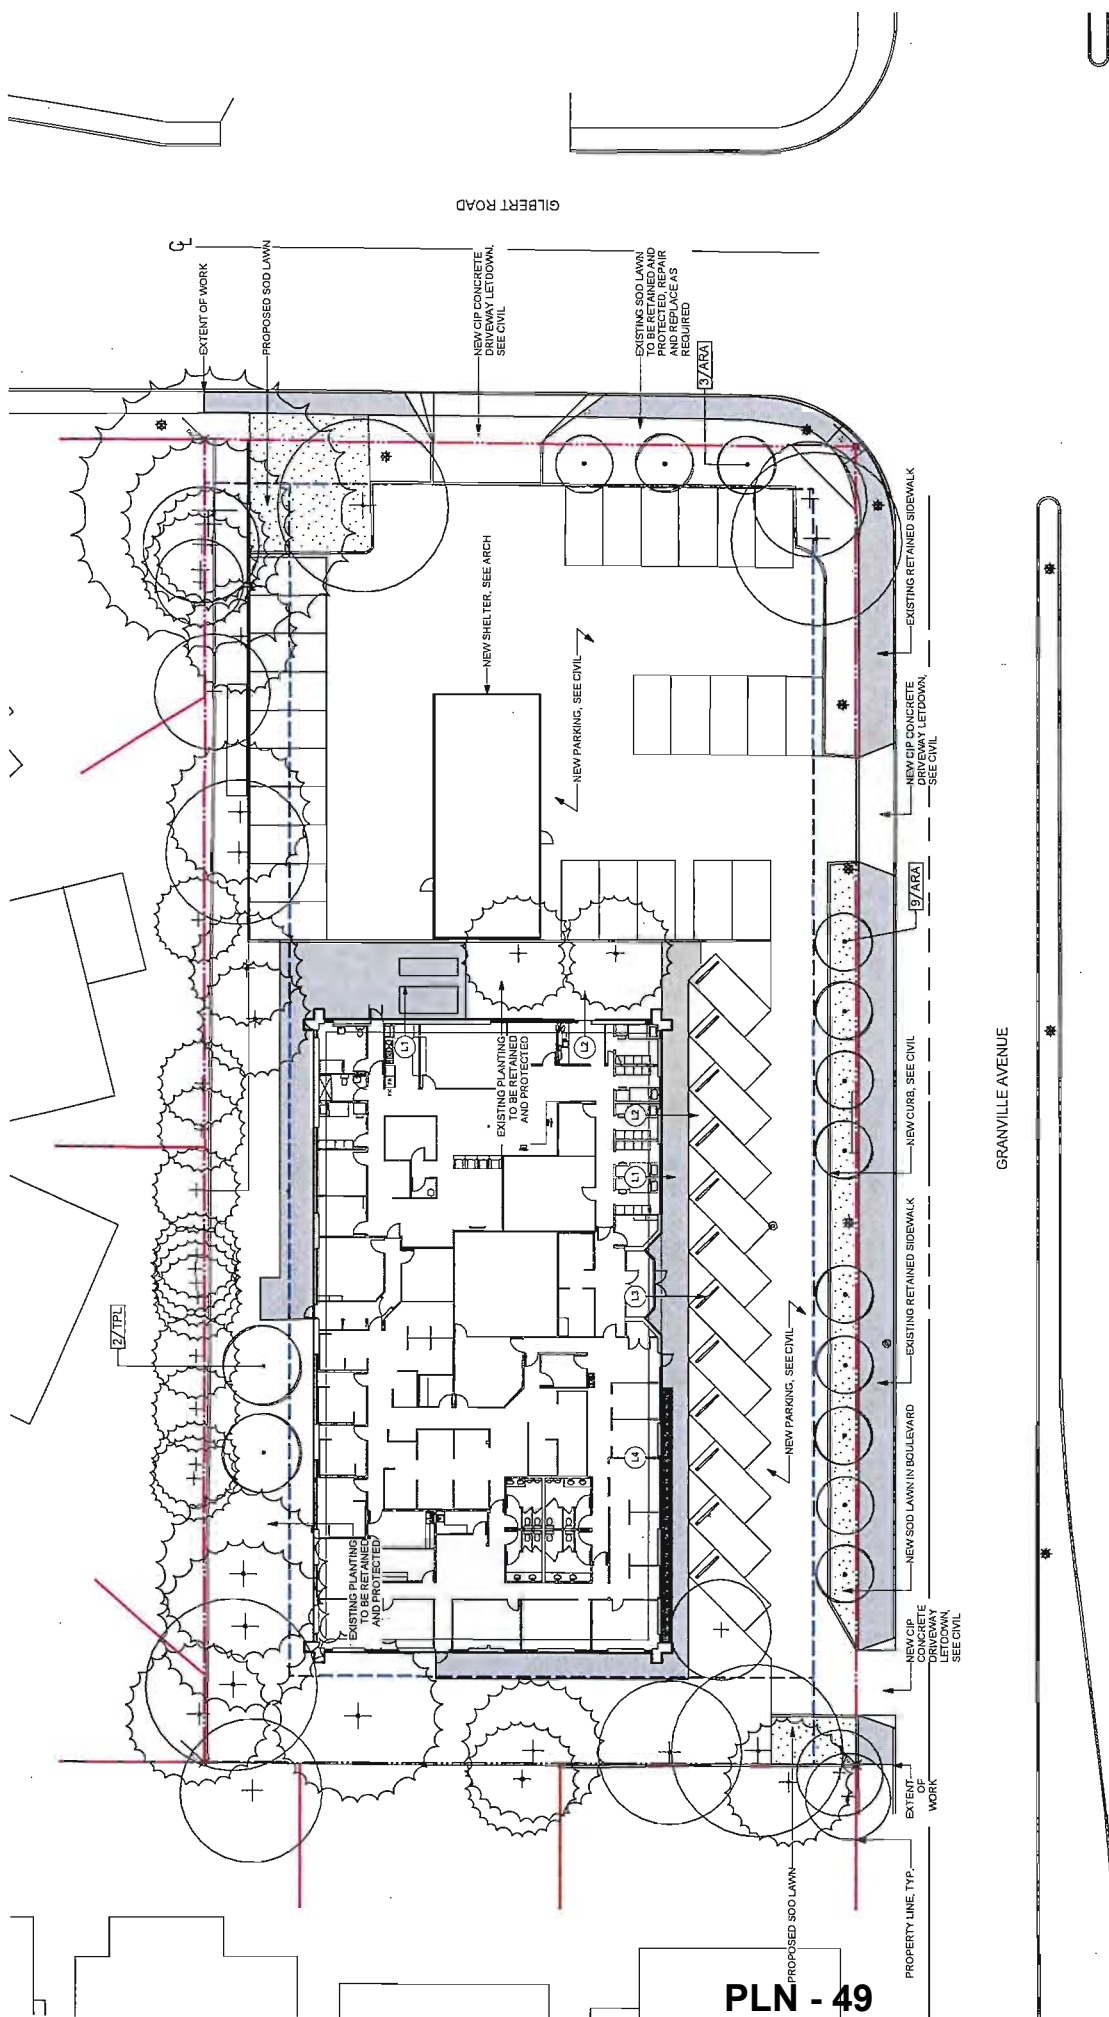 GILBERT ROAD
EXTENT OF WORK
PROPOSED SOD LAWN
NEW CIP CONCRETE
DRIVEWAY LETDOWN,
SEE CIVIL
EXISTING SOD LAWN
TO BE RETAINED AND
PROTECTED, REPAIR
AND REPLACE AS
REQUIRED
3/ARA
NEW SHELTER, SEE ARCH
NEW PARKING, SEE CIVIL
EXISTING RETAINED SIDEWALK
NEW CIP CONCRETE
DRIVEWAY LETDOWN,
SEE CIVIL
9/ARA
L1
EXISTING PLANTING
TO BE RETAINED
AND PROTECTED
L2
L2
L1
L3
L4
NEW CURB, SEE CIVIL
GRANVILLE AVENUE
EXISTING RETAINED SIDEWALK
2/TPL
NEW PARKING, SEE CIVIL
NEW SOD LAWN IN BOULEVARD
EXISTING PLANTING
TO BE RETAINED
AND PROTECTED
NEW CIP
CONCRETE
DRIVEWAY
LETDOWN,
SEE CIVIL
EXTENT
OF
WORK
PROPERTY LINE, TYP.
PROPOSED SOD LAWN
PLN - 49